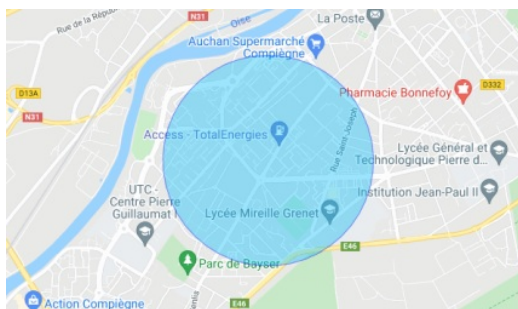 N31
Oise
La Poste
Rue de la Répu
Auchan Supermarché
Compiègne
D13A
N31
D332
Pharmacie Bonnefoy
Access - TotalEnergies
Rue Saint-Joseph
Lycée Général et
Technologique Pierre d...
UTC -
Centre Pierre
Guillaumat
Institution Jean-Paul II
Lycée Mireille Grenet
E46
Parc de Bayser
E46
Action Compiègne